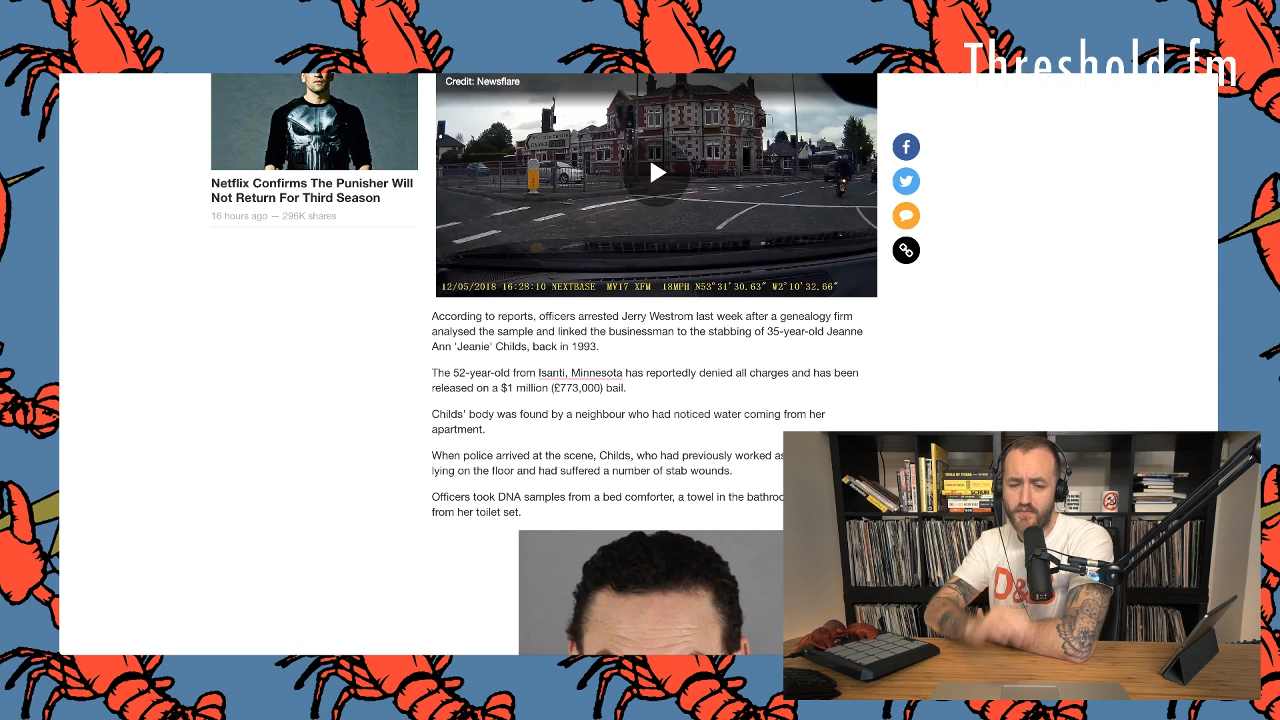 Threshold fm
Credit: Newsflare
Netflix Confirms The Punisher Will
Not Return For Third Season
16 hours ago — 296K shares
12/05/2018 16:28:10 NEXTBASE MV17 XFM 18MPH N53°31'30.63" W2°10'32.66"
According to reports, officers arrested Jerry Westrom last week after a genealogy firm
analysed the sample and linked the businessman to the stabbing of 35-year-old Jeanne
Ann 'Jeanie' Childs, back in 1993.
The 52-year-old from Isanti, Minnesota has reportedly denied all charges and has been
released on a $1 million (£773,000) bail.
Childs' body was found by a neighbour who had noticed water coming from her
apartment.
When police arrived at the scene, Childs, who had previously worked as
lying on the floor and had suffered a number of stab wounds.
Officers took DNA samples from a bed comforter, a towel in the
from her toilet set.
D&